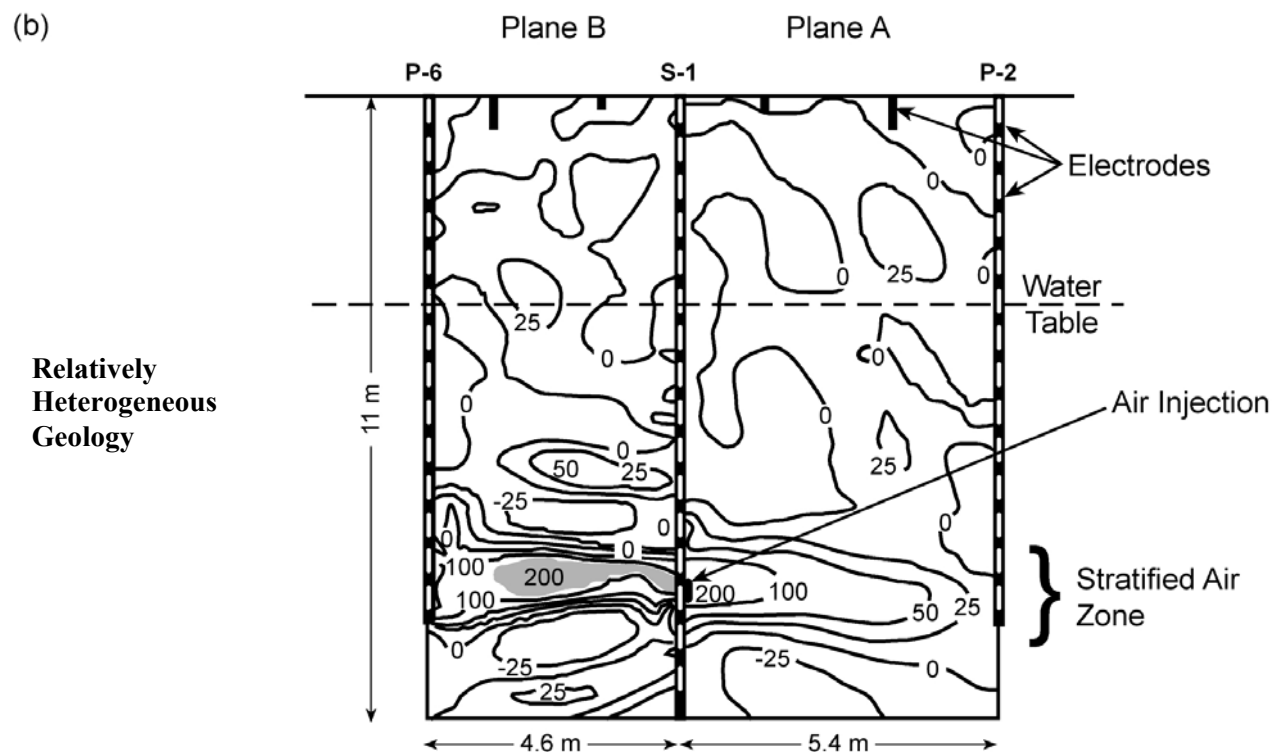 (b)
Plane B
Plane A
P-6
S-1
P-2
0
0
Electrodes
0
25
0
25
0
Water
Table
0
0
Relatively
Heterogeneous
Geology
11 m
0
0
Air Injection
0
50
25
25
-25
0
0
0
0
100
200
200
100
100
50
25
Stratified Air
Zone
0
-25
25
-25
0
4.6 m
5.4 m